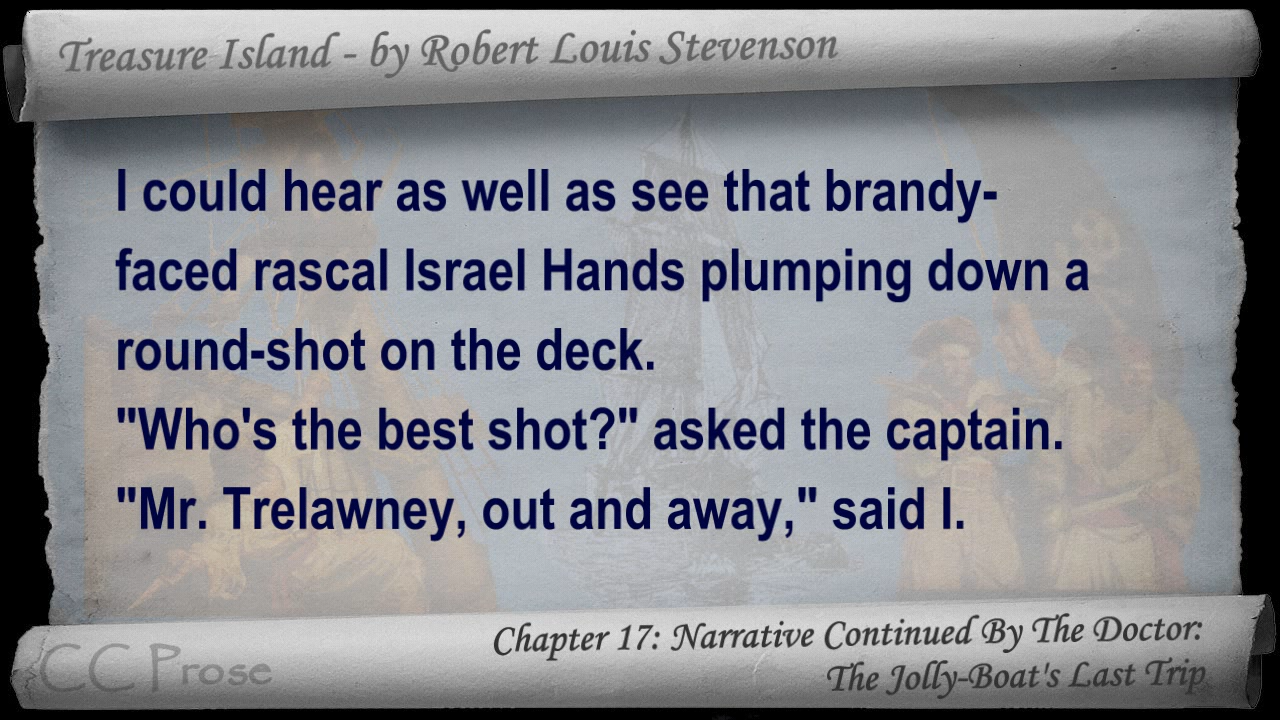 Treasure Island - by Robert Louis Stevenson
I could hear as well as see that brandy-
faced rascal Israel Hands plumping down a
round-shot on the deck.
"Who's the best shot?" asked the captain.
"Mr. Trelawney, out and away," said I.
Chapter 17: Narrative Continued By The Doctor:
The Jolly-Boat's Last Trip
CC Prose